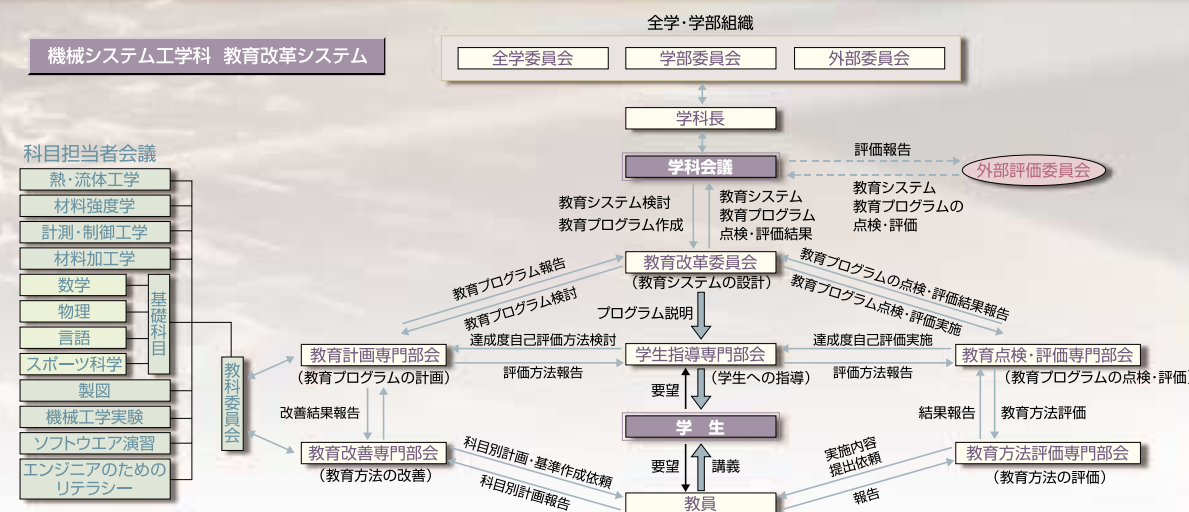 全学・学部組織
機械システム工学科 教育改革システム
全学委員会
学部委員会
外部委員会
学科長
学科会議
評価報告
外部評価委員会
教育システム
教育プログラムの
点検・評価
教育システム検討
教育プログラム作成
教育システム
教育プログラム
点検・評価結果
科目担当者会議
熱・流体工学
材料強度学
計測・制御工学
材料加工学
数学
物理
言語
スポーツ科学
基礎科目
製図
機械工学実験
ソフトウエア演習
エンジニアのための
リテラシー
教科委員会
教育改革委員会
（教育システムの設計）
教育プログラム報告
教育プログラム検討
プログラム説明
教育プログラムの点検・評価結果報告
教育プログラム点検・評価実施
教育計画専門部会
（教育プログラムの計画）
達成度自己評価方法検討
評価方法報告
学生指導専門部会
（学生への指導）
達成度自己評価実施
評価方法報告
教育点検・評価専門部会
（教育プログラムの点検・評価）
要望
改善結果報告
結果報告
教育方法評価
学 生
教育改善専門部会
（教育方法の改善）
科目別計画・基準作成依頼
科目別計画報告
要望
講義
実施内容
提出依頼
報告
教育方法評価専門部会
（教育方法の評価）
教員